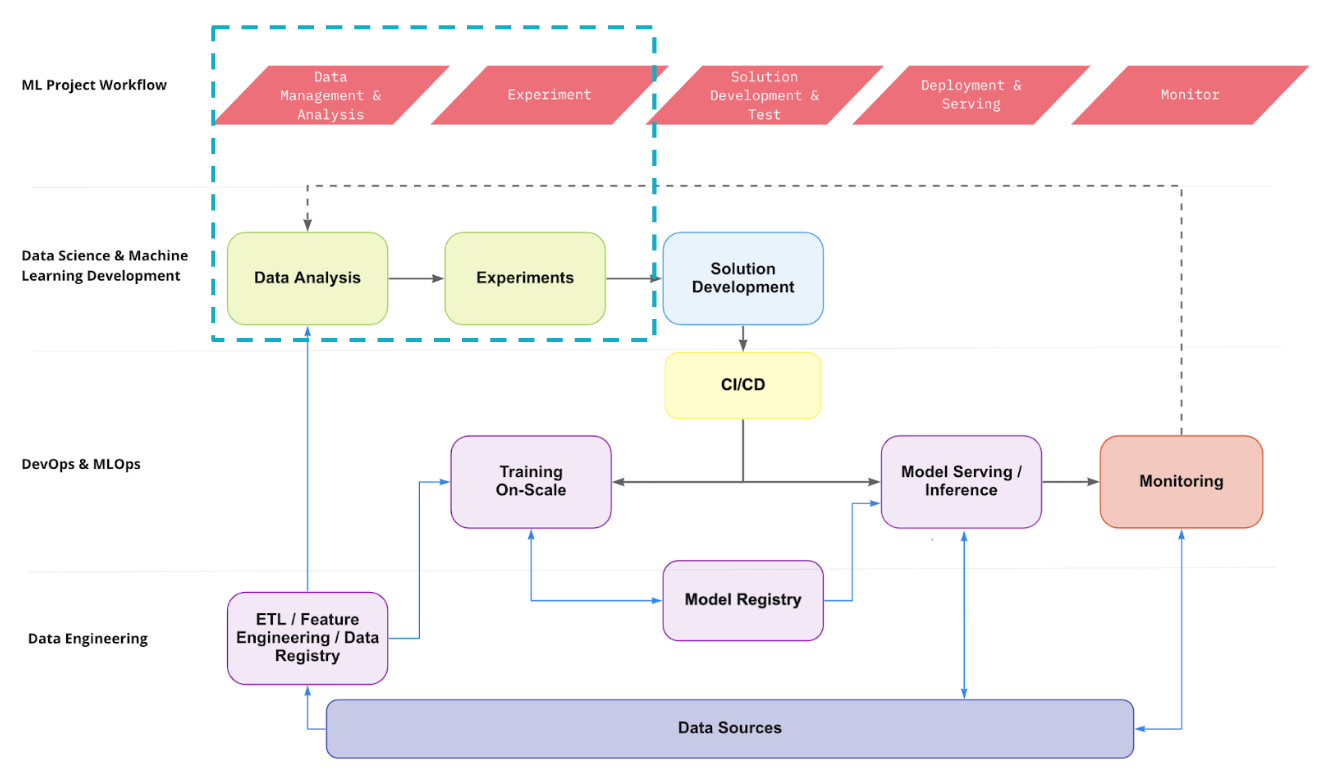 ML Project Workflow
Data
Management &
Analysis
Experiment
Solution
Development &
Test
Deployment &
Serving
Monitor
Data Science & Machine
Learning Development
Data Analysis
Experiments
Solution
Development
CI/CD
DevOps & MLOps
Training
On-Scale
Model Serving /
Inference
Monitoring
Model Registry
Data Engineering
ETL / Feature
Engineering / Data
Registry
Data Sources